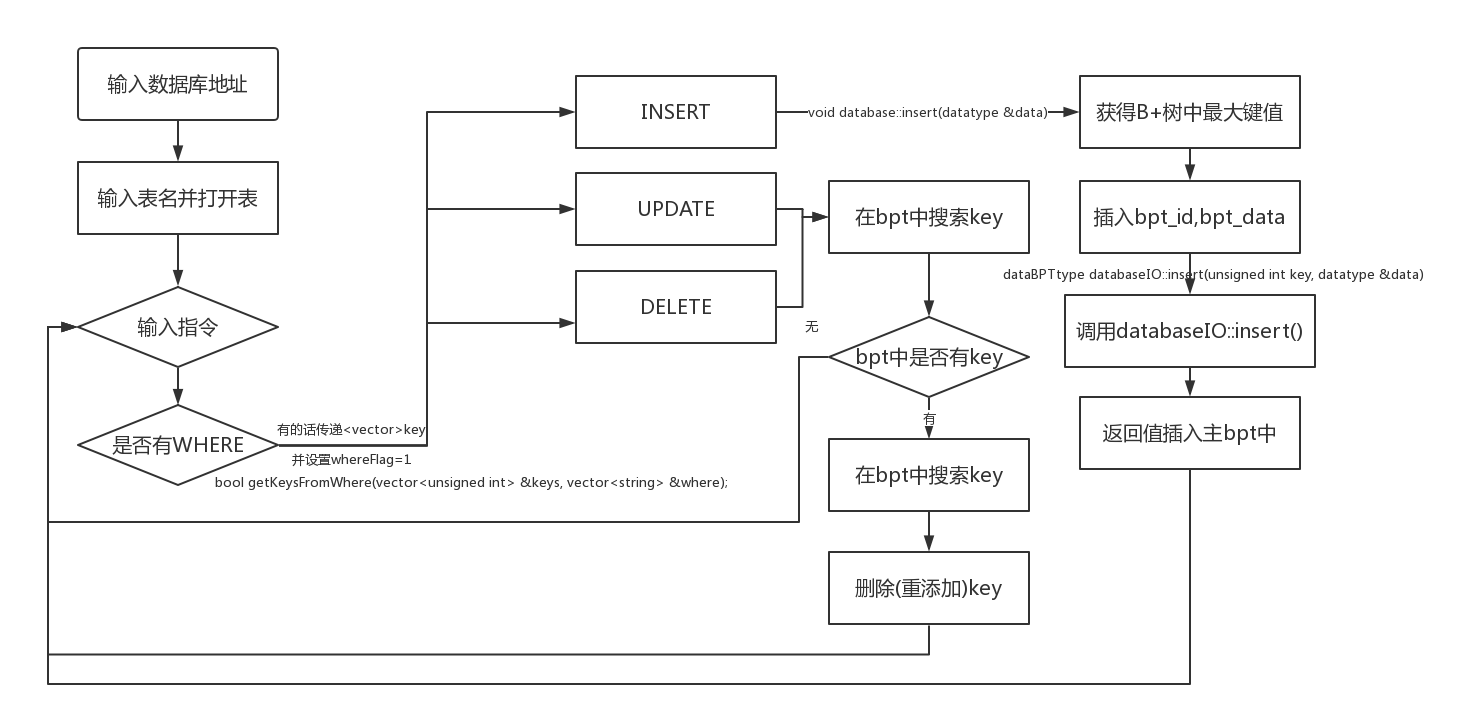 输入数据库地址
输入表名并打开表
输入指令
是否有WHERE
有的话传递<vector>key
并设置whereFlag=1
bool getKeysFromWhere(vector<unsigned int> &keys, vector<string> &where);
INSERT
UPDATE
DELETE
void database::insert(datatype &data)
在bpt中搜索key
无
bpt中是否有key
有
在bpt中搜索key
删除(重添加)key
获得B+树中最大键值
插入bpt_id,bpt_data
dataBPTtype databaseIO::insert(unsigned int key, datatype &data)
调用databaseIO::insert()
返回值插入主bpt中